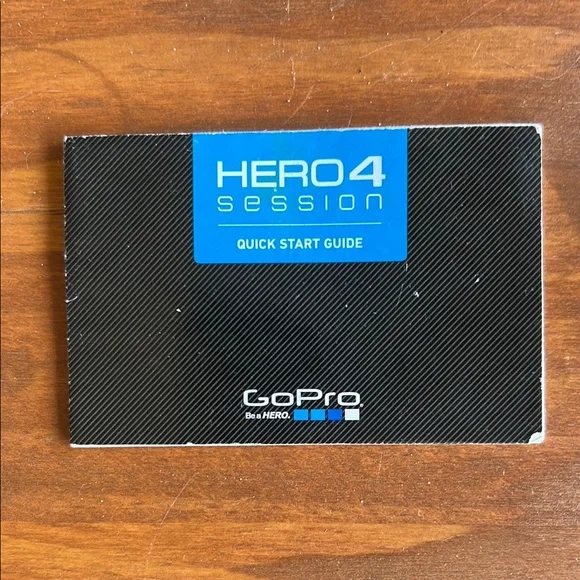 HERO4
session
QUICK START GUIDE
GoPro
Be a HERO.